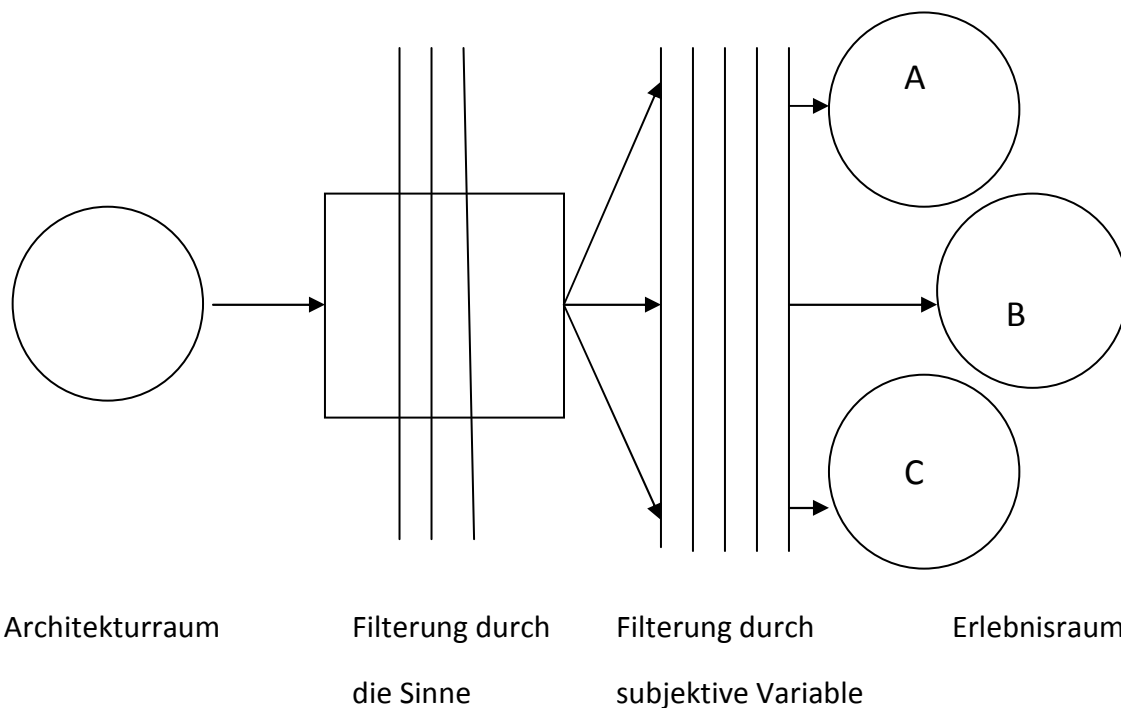 A
B
C
Architekturraum
Filterung durch
die Sinne
Filterung durch
subjektive Variable
Erlebnisraum